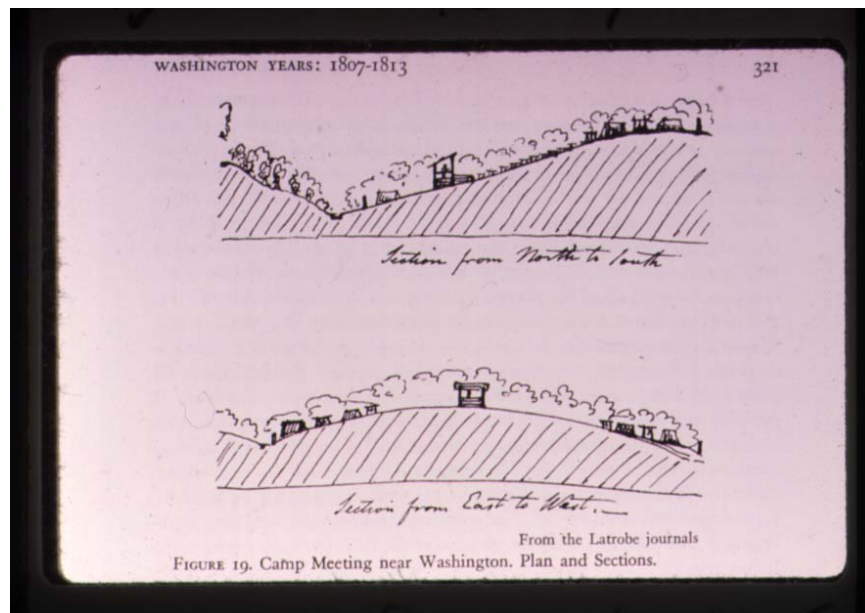 WASHINGTON YEARS: 1807-1813 321
Section from North to South
Section from East to West.
From the Latrobe journals
FIGURE 19. Camp Meeting near Washington. Plan and Sections.